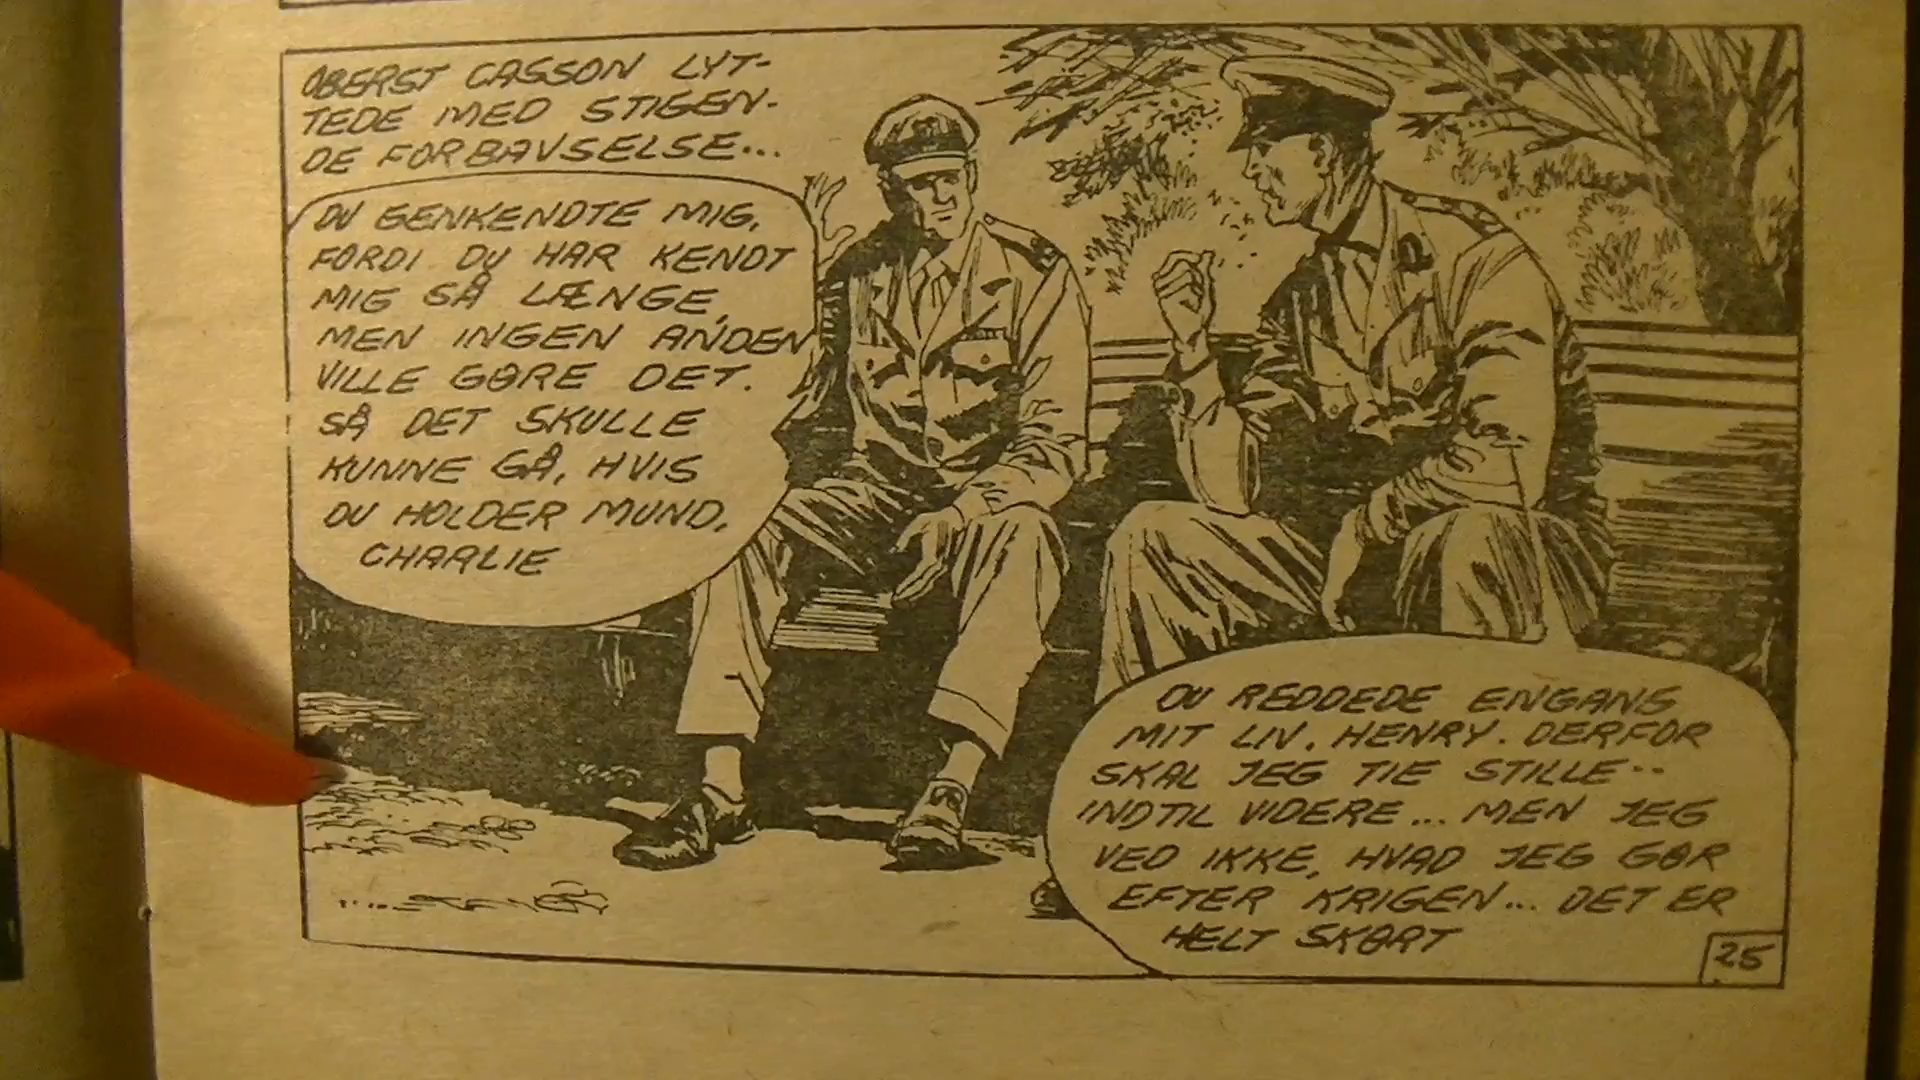 OBERST CASSON LYT-
TEDE MED STIGEN-
DE FORBAVSELSE...
DU GENKENDTE MIG,
FORDI DU HAR KENDT
MIG SÅ LÆNGE,
MEN INGEN ANDEN
VILLE GØRE DET.
SÅ DET SKULLE
KUNNE GÅ, HVIS
DU HOLDER MUND,
CHARLIE
DU REDDEDE ENGANG
MIT LIV, HENRY. DERFOR
SKAL JEG TIE STILLE--
INDTIL VIDERE... MEN JEG
VED IKKE, HVAD JEG GØR
EFTER KRIGEN... DET ER
HELT SKØRT
25